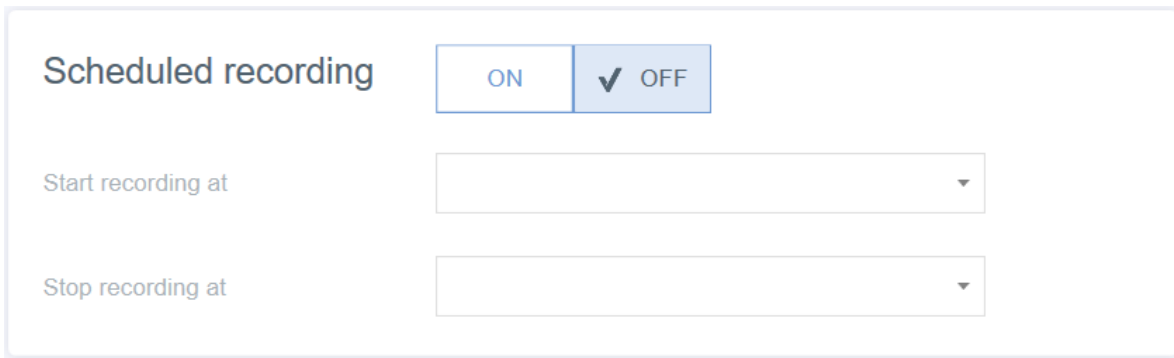 Scheduled recording ON ✔ OFF
Start recording at
Stop recording at